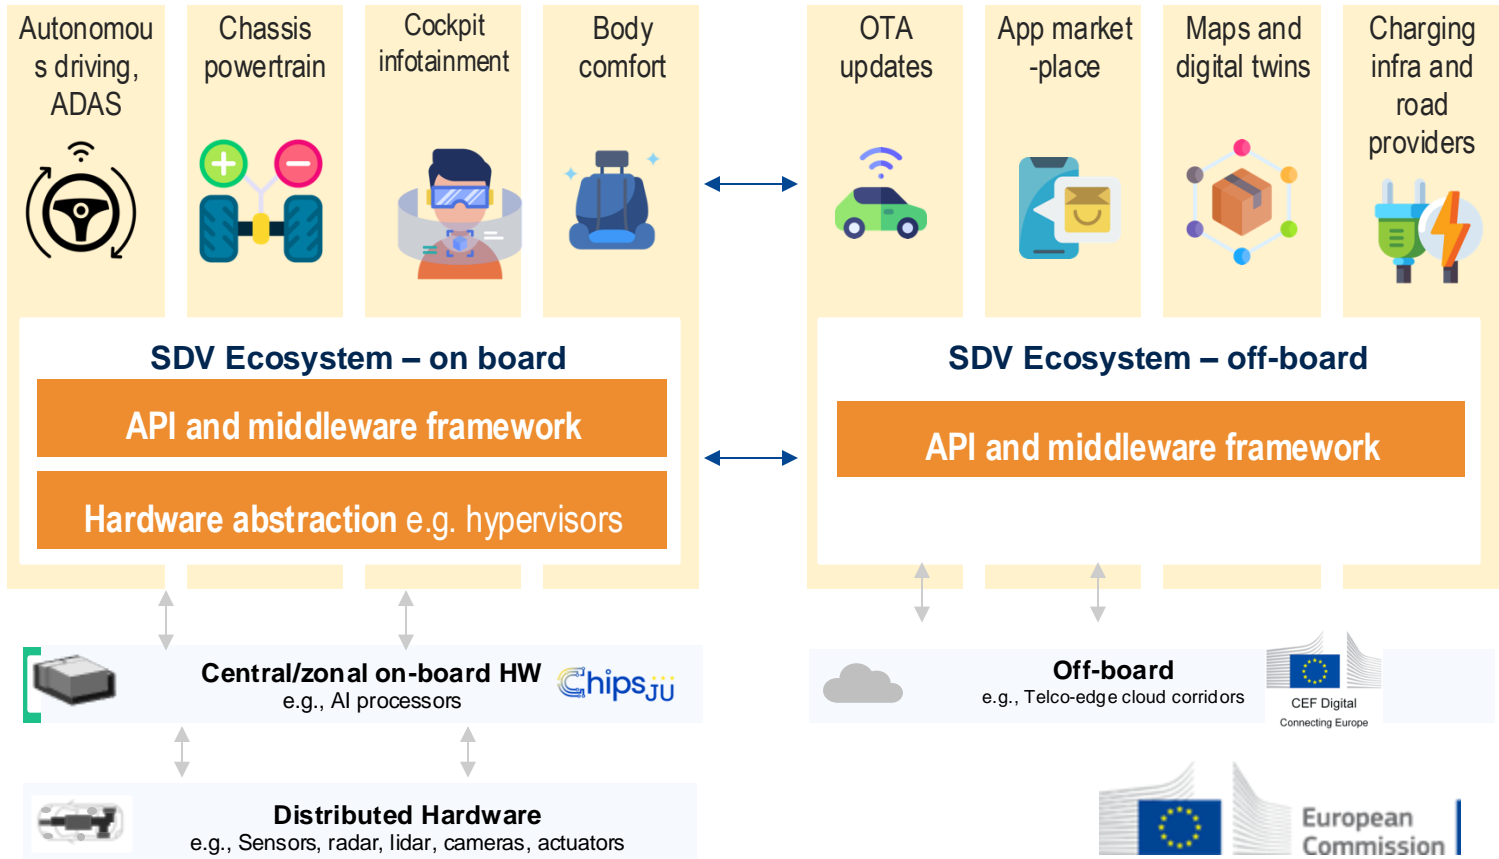 Autonomou
s driving,
ADAS
Chassis
powertrain
Cockpit
infotainment
Body
comfort
OTA
updates
App market
-place
Maps and
digital twins
Charging
infra and
road
providers
SDV Ecosystem – on board
API and middleware framework
Hardware abstraction e.g. hypervisors
SDV Ecosystem – off-board
API and middleware framework
Central/zonal on-board HW
e.g., AI processors
Chips JU
Off-board
e.g., Telco-edge cloud corridors
CEF Digital
Connecting Europe
Distributed Hardware
e.g., Sensors, radar, lidar, cameras, actuators
European
Commission